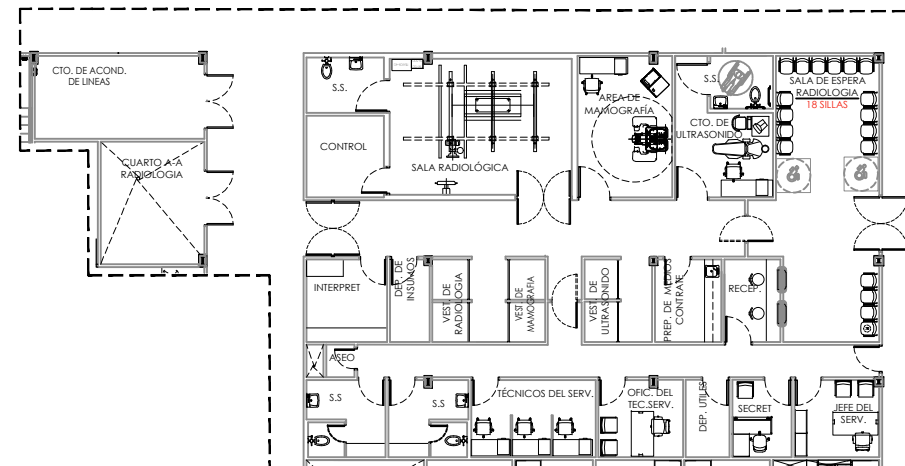 CTO. DE ACOND.
DE LINEAS
S.S.
AREA DE
MAMOGRAFÍA
S.S.
SALA DE ESPERA
RADIOLOGIA
18 SILLAS
CTO. DE
ULTRASONIDO
CONTROL
SALA RADIOLÓGICA
CUARTO A-A
RADIOLOGIA
INTERPRET
DEP. DE
INSUMOS
VEST. DE
RADIOLOGIA
VEST. DE
MAMOGRAFIA
VEST. DE
ULTRASONIDO
PREP. DE MEDIOS
CONTRATE
RECEP.
ASEO
S.S
S.S
TÉCNICOS DEL SERV.
OFIC. DEL
TEC.SERV.
DEP. UTILES
SECRET
JEFE DEL
SERV.